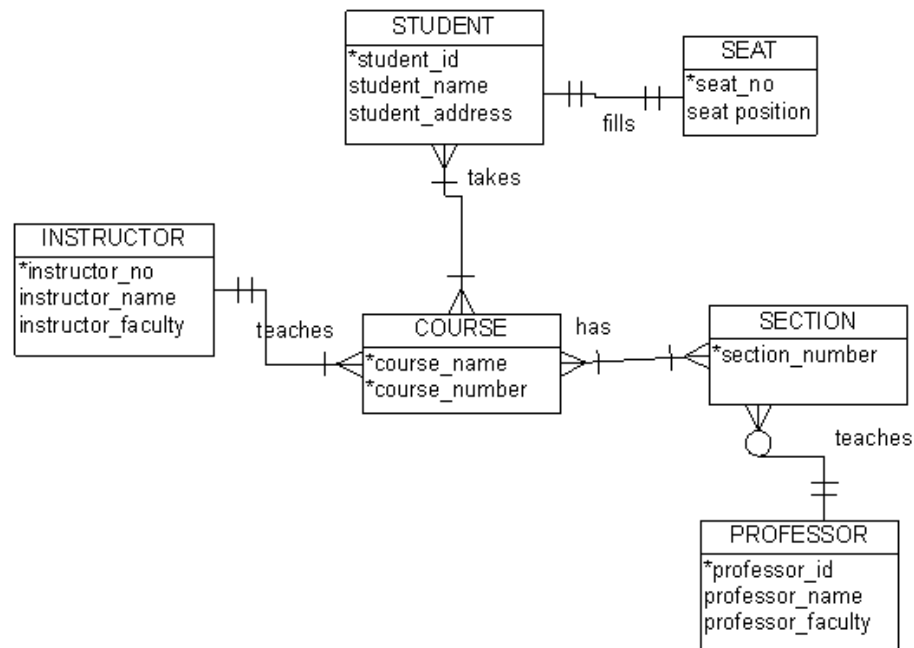 STUDENT
*student_id
student_name
student_address
SEAT
*seat_no
seat position
fills
takes
INSTRUCTOR
*instructor_no
instructor_name
instructor_faculty
teaches
COURSE
*course_name
*course_number
has
SECTION
*section_number
teaches
PROFESSOR
*professor_id
professor_name
professor_faculty